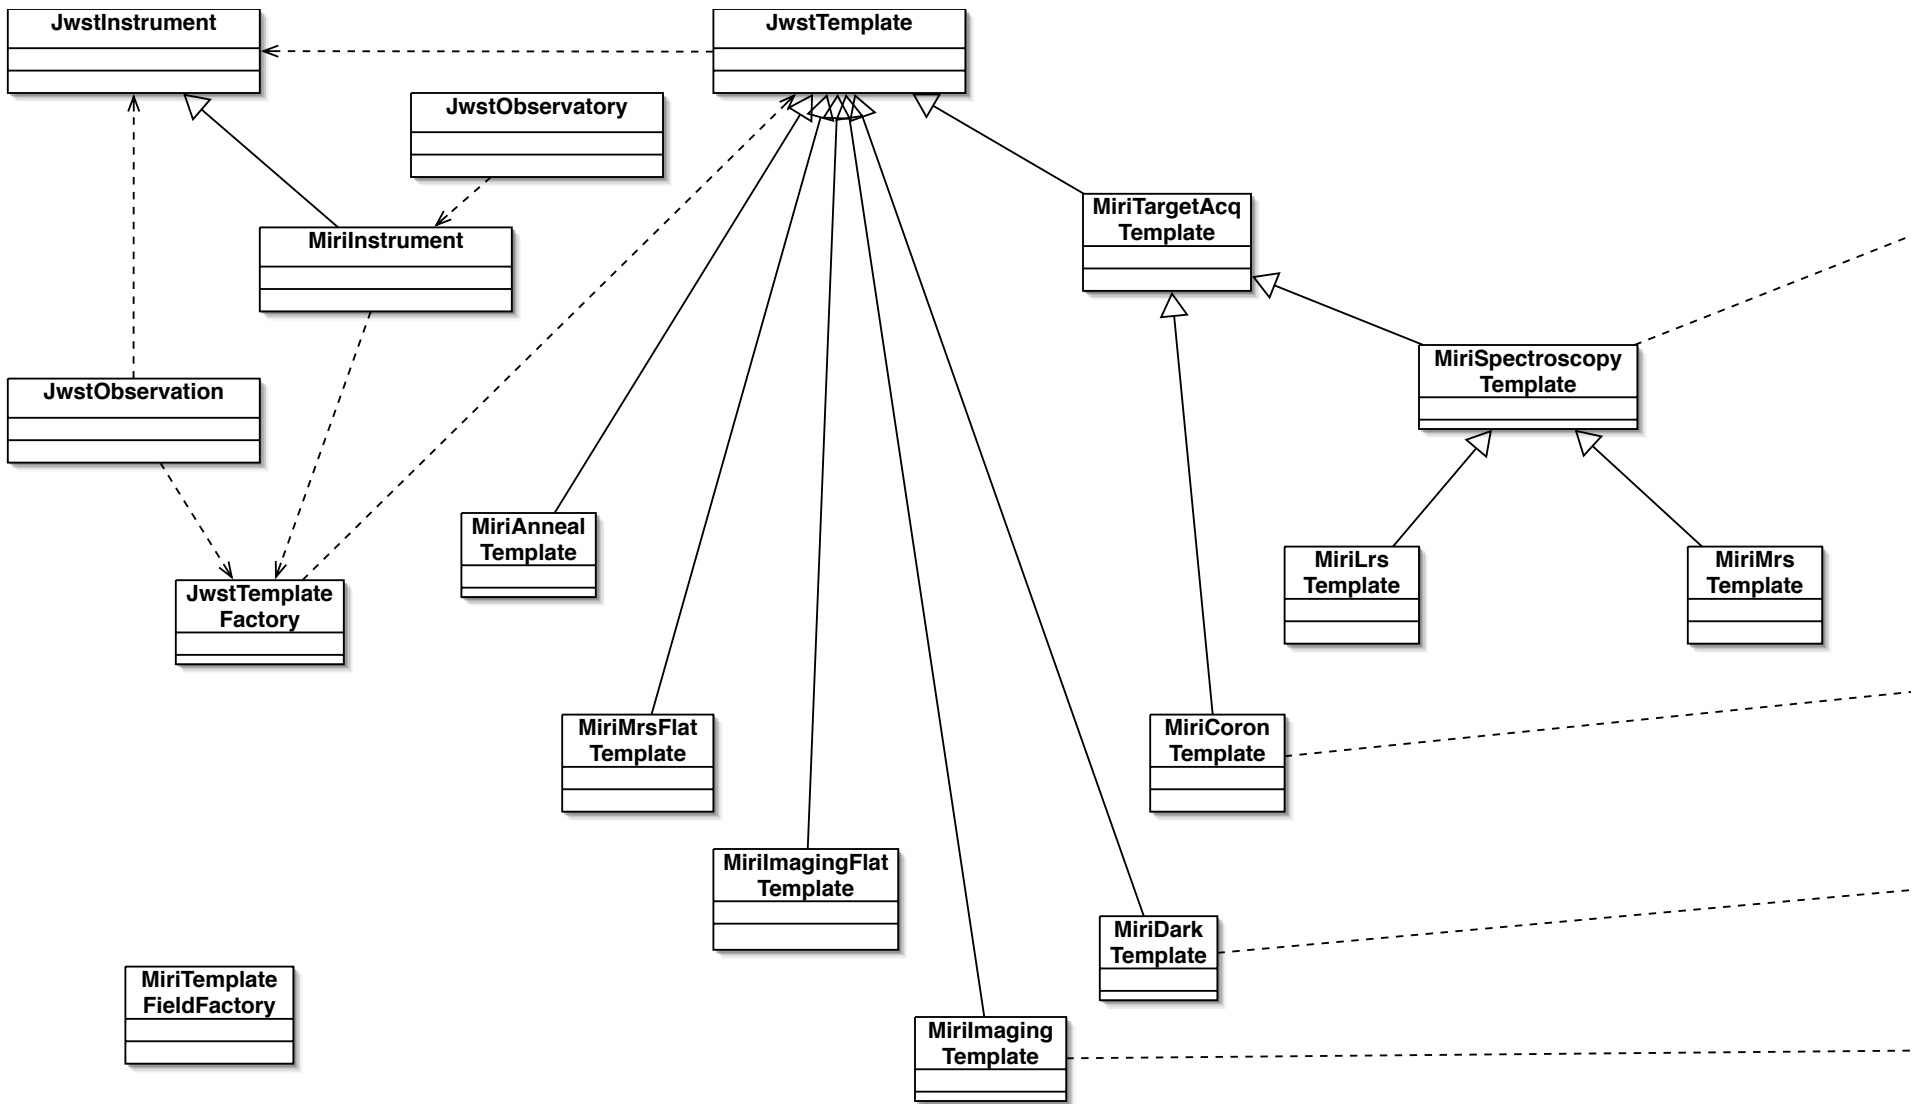 JwstInstrument
JwstTemplate
JwstObservatory
MiriTargetAcq
Template
MiriInstrument
MiriSpectroscopy
Template
JwstObservation
MiriAnneal
Template
MiriLrs
Template
MiriMrs
Template
JwstTemplate
Factory
MiriMrsFlat
Template
MiriCoron
Template
MiriImagingFlat
Template
MiriDark
Template
MiriTemplate
FieldFactory
MiriImaging
Template